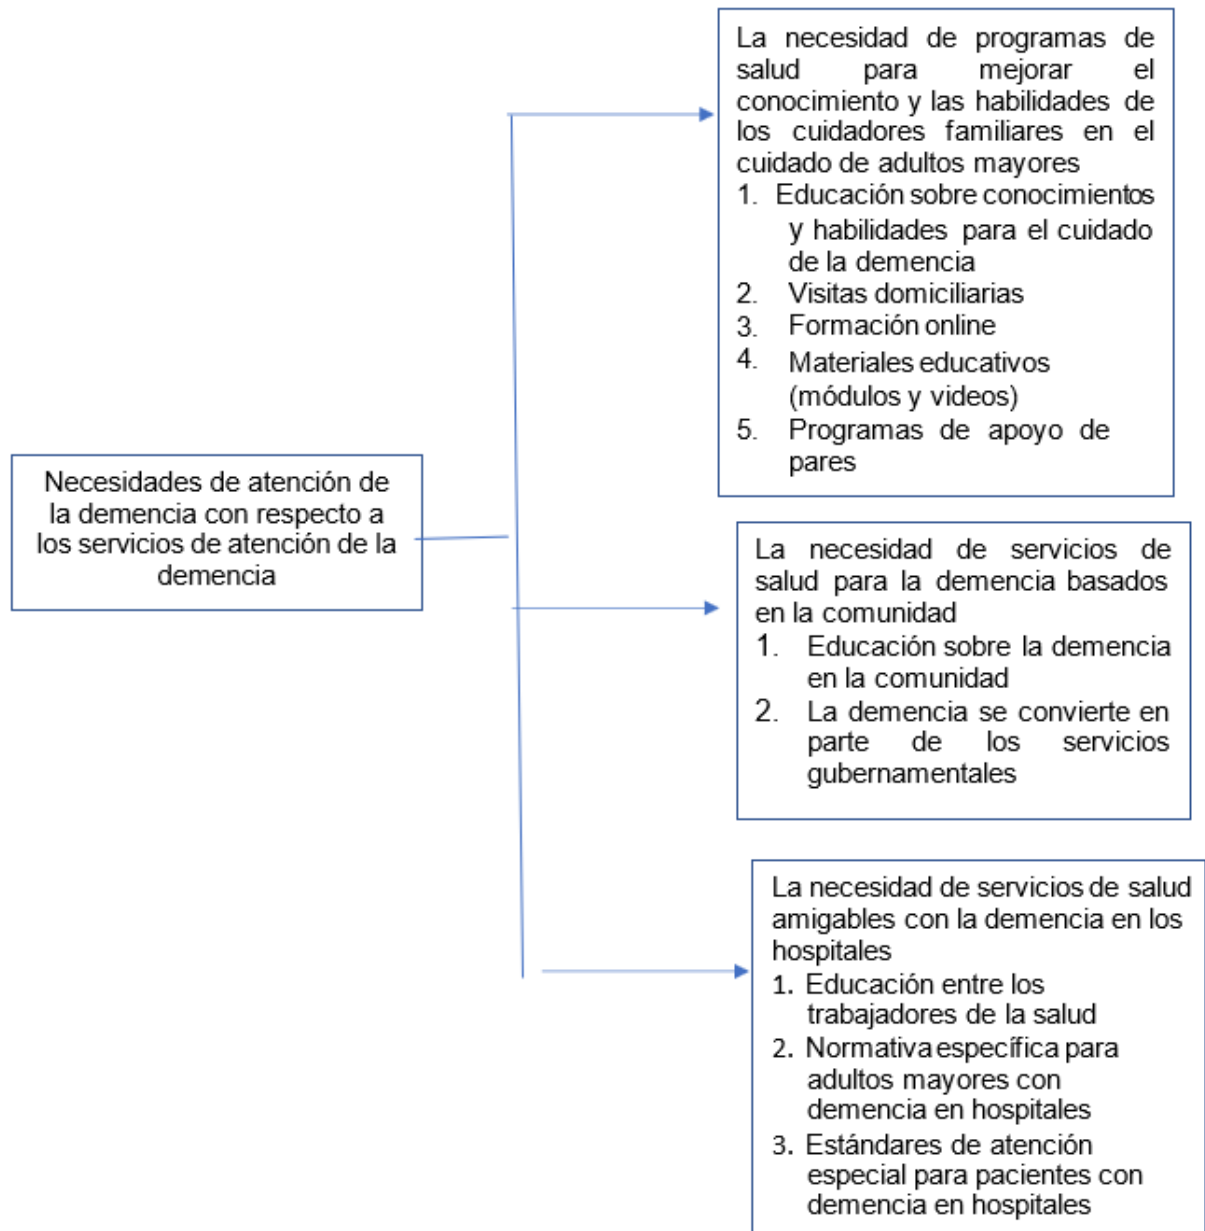 La necesidad de programas de
salud para mejorar el
conocimiento y las habilidades de
los cuidadores familiares en el
cuidado de adultos mayores
1. Educación sobre conocimientos
y habilidades para el cuidado
de la demencia
2. Visitas domiciliarias
3. Formación online
4. Materiales educativos
(módulos y videos)
5. Programas de apoyo de
pares
Necesidades de atención de
la demencia con respecto a
los servicios de atención de la
demencia
La necesidad de servicios de
salud para la demencia basados
en la comunidad
1. Educación sobre la demencia
en la comunidad
2. La demencia se convierte en
parte de los servicios
gubernamentales
La necesidad de servicios de salud
amigables con la demencia en los
hospitales
1. Educación entre los
trabajadores de la salud
2. Normativa específica para
adultos mayores con
demencia en hospitales
3. Estándares de atención
especial para pacientes con
demencia en hospitales